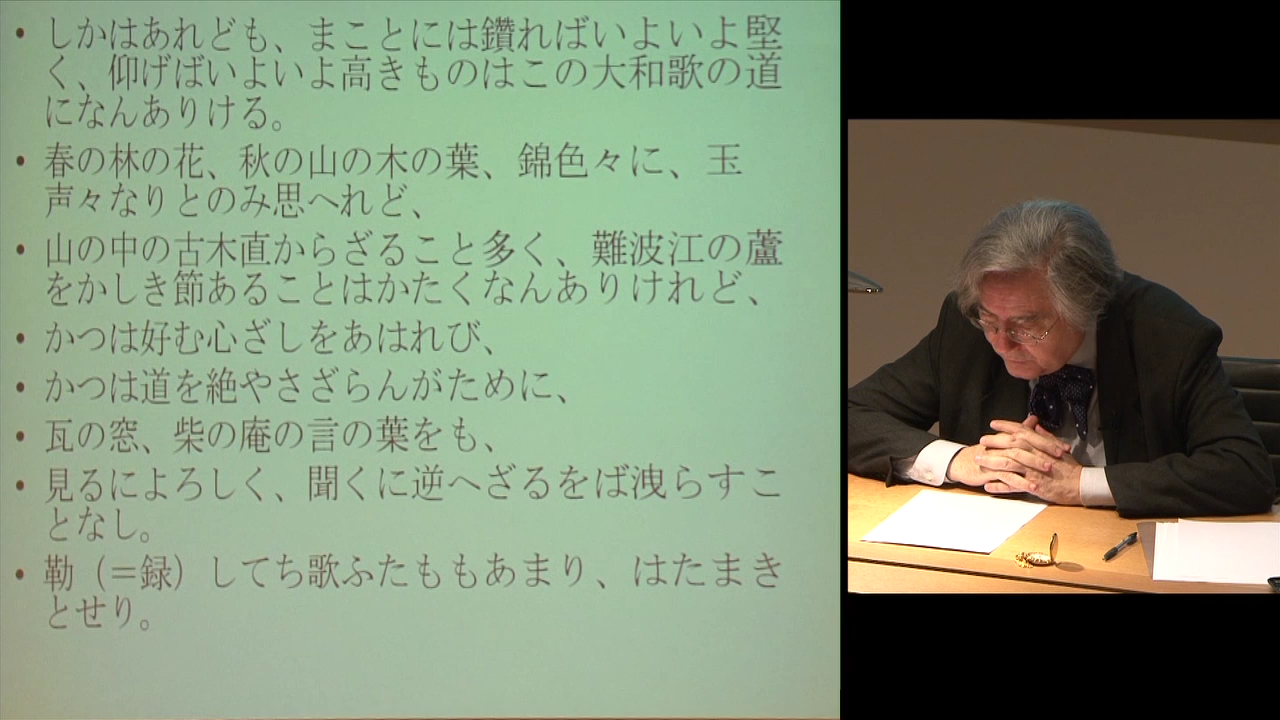 • しかはあれども、まことには鑽ればいよいよ堅
く、仰げばいよいよ高きものはこの大和歌の道
になんありける。
• 春の林の花、秋の山の木の葉、錦色々に、玉
声々なりとのみ思へれど、
• 山の中の古木直からざること多く、難波江の蘆
をかしき節あることはかたくなんありけれど、
• かつは好む心ざしをあはれび、
• かつは道を絶やさざらんがために、
• 瓦の窓、柴の庵の言の葉をも、
• 見るによろしく、聞くに逆へざるをば洩らすこ
となし。
• 勒（＝録）してち歌ふたももあまり、はたまき
とせり。